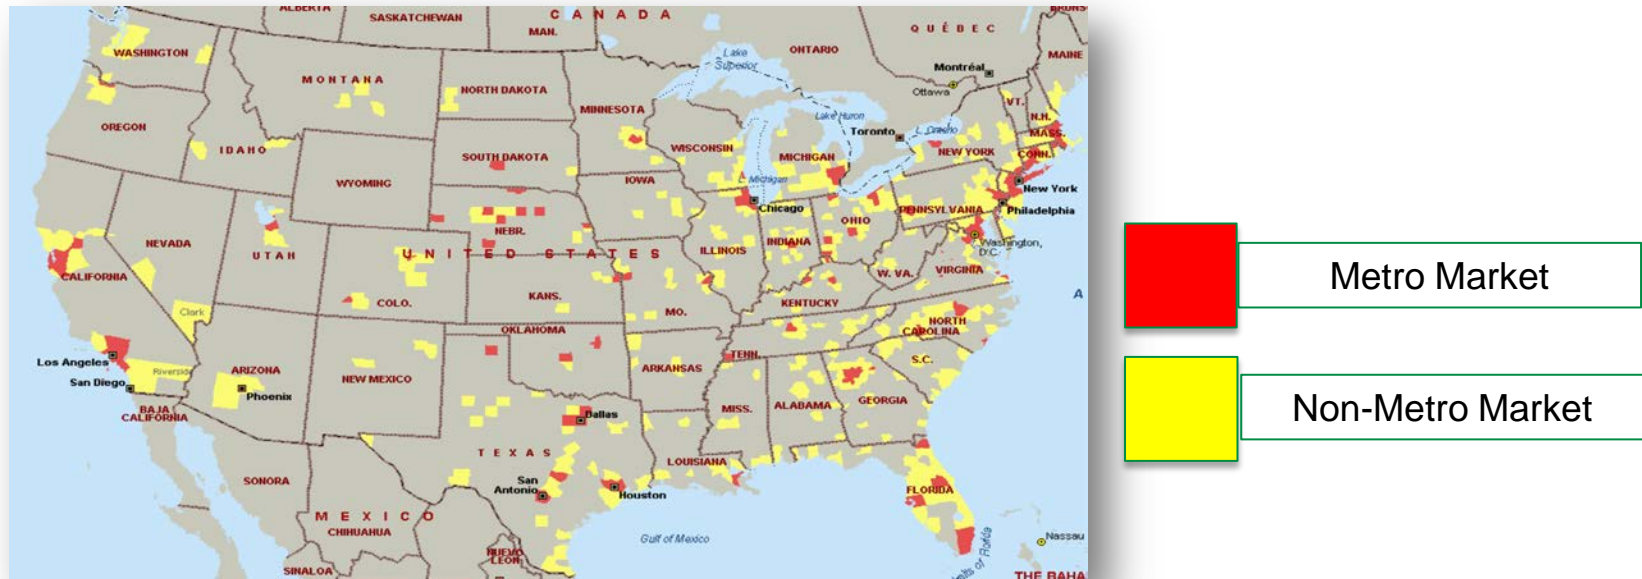 ALBERTA
SASKATCHEWAN
CANADA
MAN.
ONTARIO
QUÉBEC
MAINE
WASHINGTON
MONTANA
NORTH DAKOTA
MINNESOTA
Lake
Superior
Montréal
Ottawa
VT.
N.H.
MASS.
CONN.
OREGON
IDAHO
WYOMING
SOUTH DAKOTA
WISCONSIN
MICHIGAN
Lake Huron
Toronto
L. Ontario
NEW YORK
New York
Philadelphia
IOWA
L. Michigan
Chicago
PENNSYLVANIA
OHIO
NEBR.
NEVADA
UTAH
UNITED STATES
ILLINOIS
INDIANA
Washington,
D.C.
W. VA.
VIRGINIA
CALIFORNIA
COLO.
KANS.
MO.
KENTUCKY
A
Clark
OKLAHOMA
NORTH
CAROLINA
TENN.
S.C.
Los Angeles
San Diego
Riverside
ARIZONA
Phoenix
NEW MEXICO
ARKANSAS
BAJA
CALIFORNIA
Dallas
MISS.
ALABAMA
GEORGIA
TEXAS
LOUISIANA
SONORA
San
Antonio
Houston
FLORIDA
MEXICO
CHIHUAHUA
Gulf of Mexico
Nassau
NUEVO
LEON
SINALOA
THE BAHA
Metro Market
Non-Metro Market